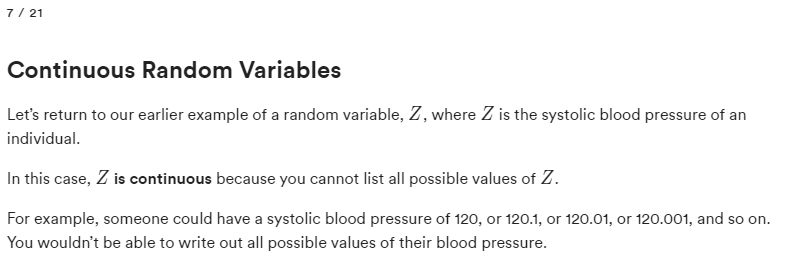 7 / 21
Continuous Random Variables
Let’s return to our earlier example of a random variable, Z, where Z is the systolic blood pressure of an
individual.
In this case, Z is continuous because you cannot list all possible values of Z.
For example, someone could have a systolic blood pressure of 120, or 120.1, or 120.01, or 120.001, and so on.
You wouldn’t be able to write out all possible values of their blood pressure.